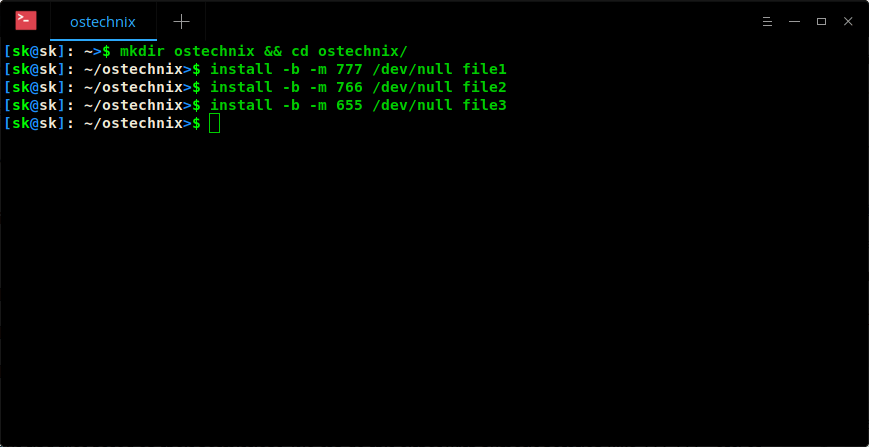 ostechnix
[sk@sk]: ~>$ mkdir ostechnix && cd ostechnix/
[sk@sk]: ~/ostechnix>$ install -b -m 777 /dev/null file1
[sk@sk]: ~/ostechnix>$ install -b -m 766 /dev/null file2
[sk@sk]: ~/ostechnix>$ install -b -m 655 /dev/null file3
[sk@sk]: ~/ostechnix>$